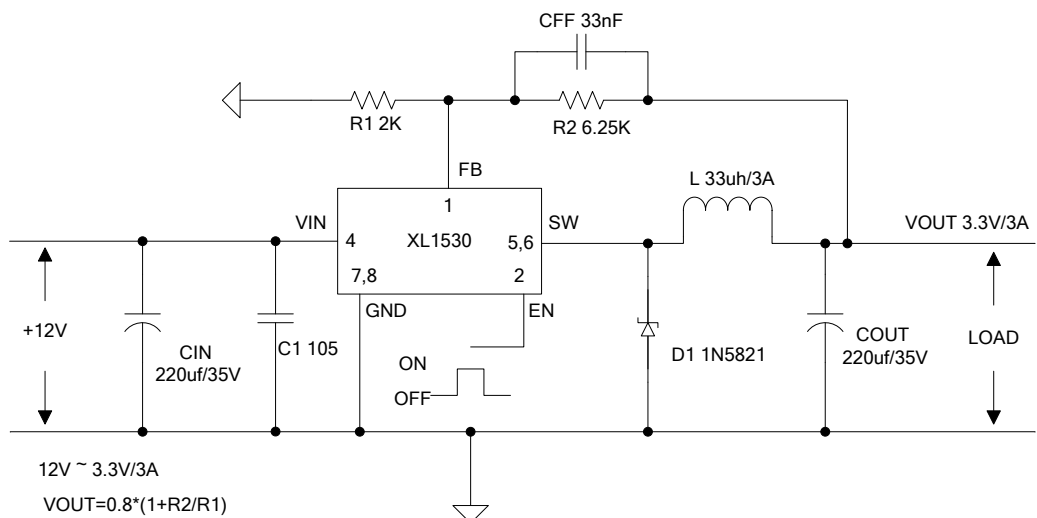 CFF 33nF
R1 2K
R2 6.25K
FB
L 33uh/3A
VIN
1
SW
VOUT 3.3V/3A
4
XL1530
5,6
7,8
2
GND
EN
+12V
CIN
220uf/35V
C1 105
ON
OFF
D1 1N5821
COUT
220uf/35V
LOAD
12V ~ 3.3V/3A
VOUT=0.8*(1+R2/R1)